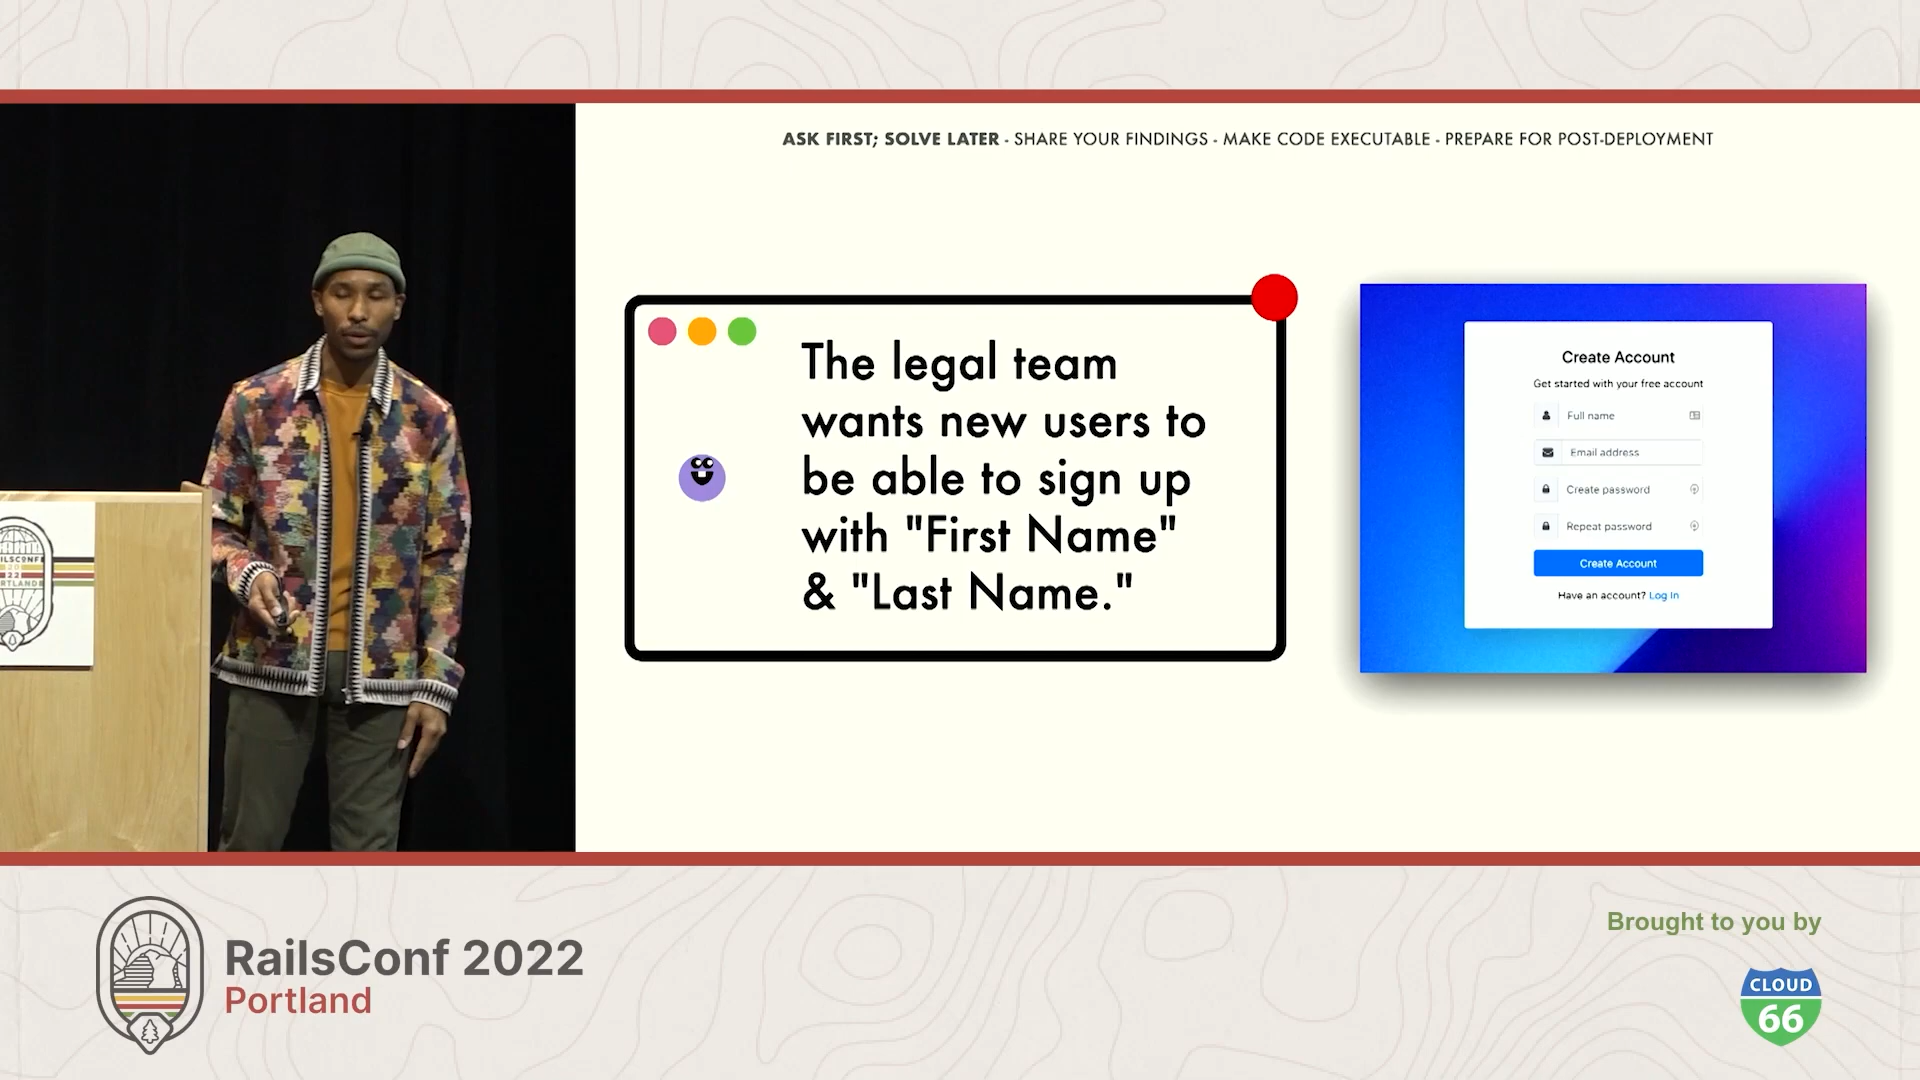 ASK FIRST; SOLVE LATER - SHARE YOUR FINDINGS - MAKE CODE EXECUTABLE - PREPARE FOR POST-DEPLOYMENT
The legal team
wants new users to
be able to sign up
with "First Name"
& "Last Name."
Create Account
Get started with your free account
Full name
Email address
Create password
Repeat password
Create Account
Have an account? Log In
22
RailsConf 2022
Portland
Brought to you by
CLOUD
66